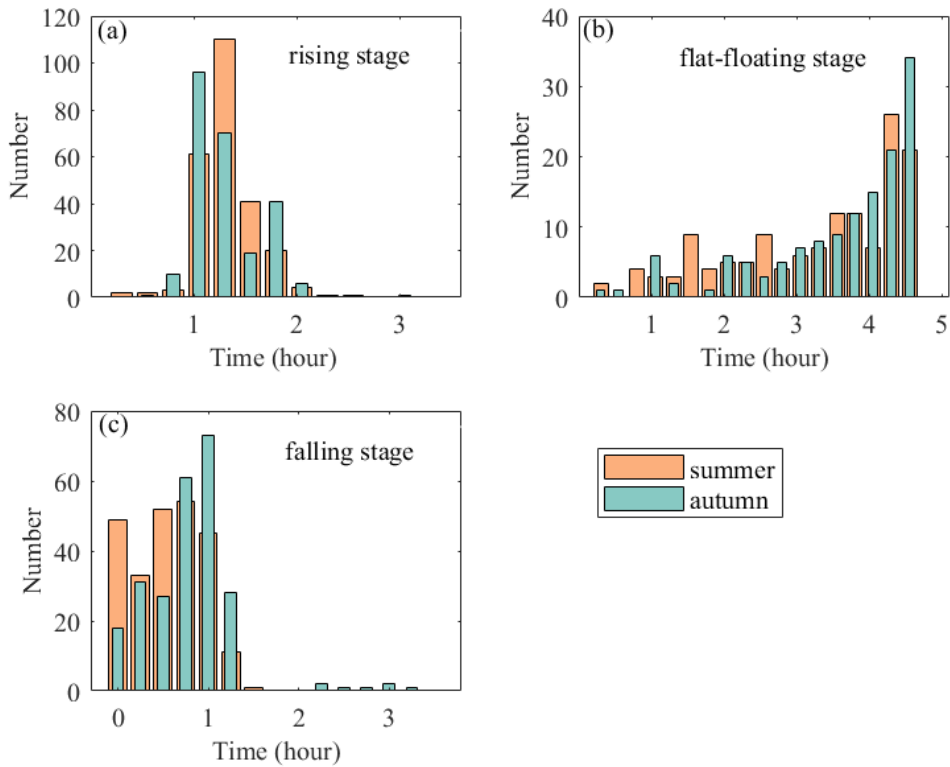 (a)
rising stage
120
100
80
60
40
20
0
Number
1 2 3
Time (hour)
(b)
flat-floating stage
40
30
20
10
0
Number
1 2 3 4 5
Time (hour)
(c)
falling stage
80
60
40
20
0
Number
0 1 2 3
Time (hour)
summer
autumn